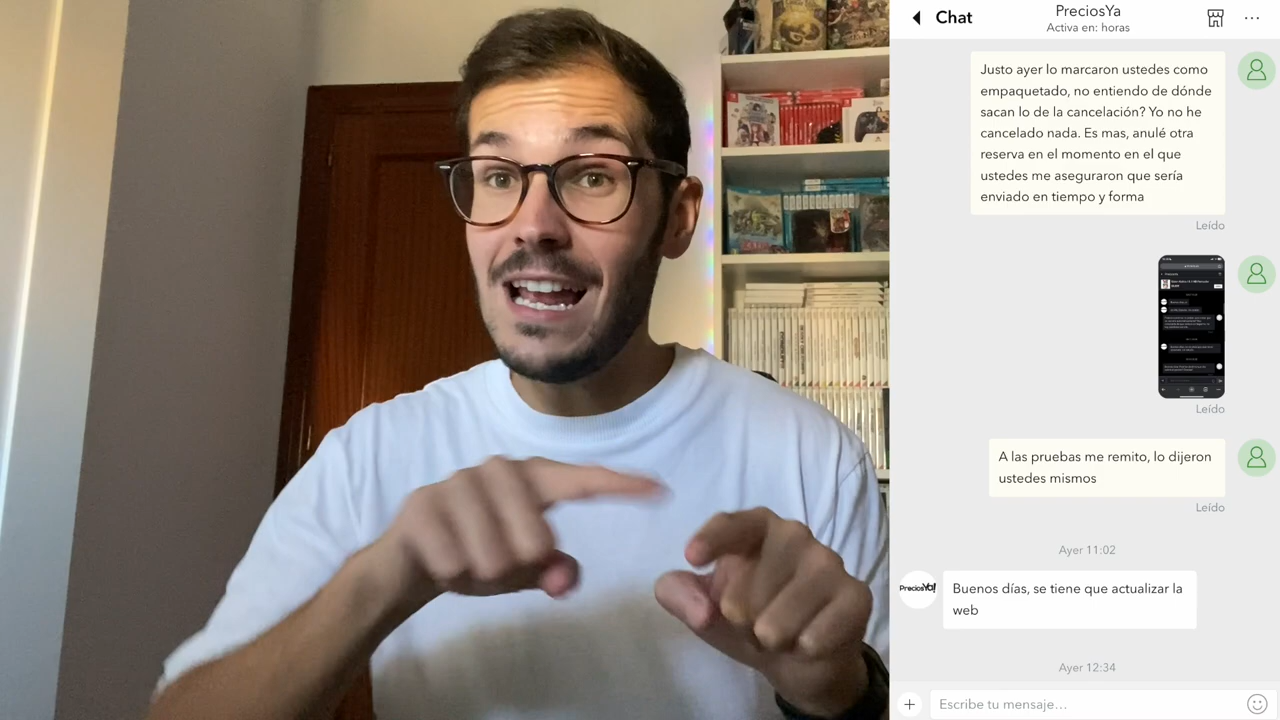 Chat
PreciosYa
Activa en: horas
Justo ayer lo marcaron ustedes como
empaquetado, no entiendo de dónde
sacan lo de la cancelación? Yo no he
cancelado nada. Es mas, anulé otra
reserva en el momento en el que
ustedes me aseguraron que sería
enviado en tiempo y forma
Leído
Leído
A las pruebas me remito, lo dijeron
ustedes mismos
Leído
Ayer 11:02
PreciosYa!
Buenos días, se tiene que actualizar la
web
Ayer 12:34
Escribe tu mensaje...